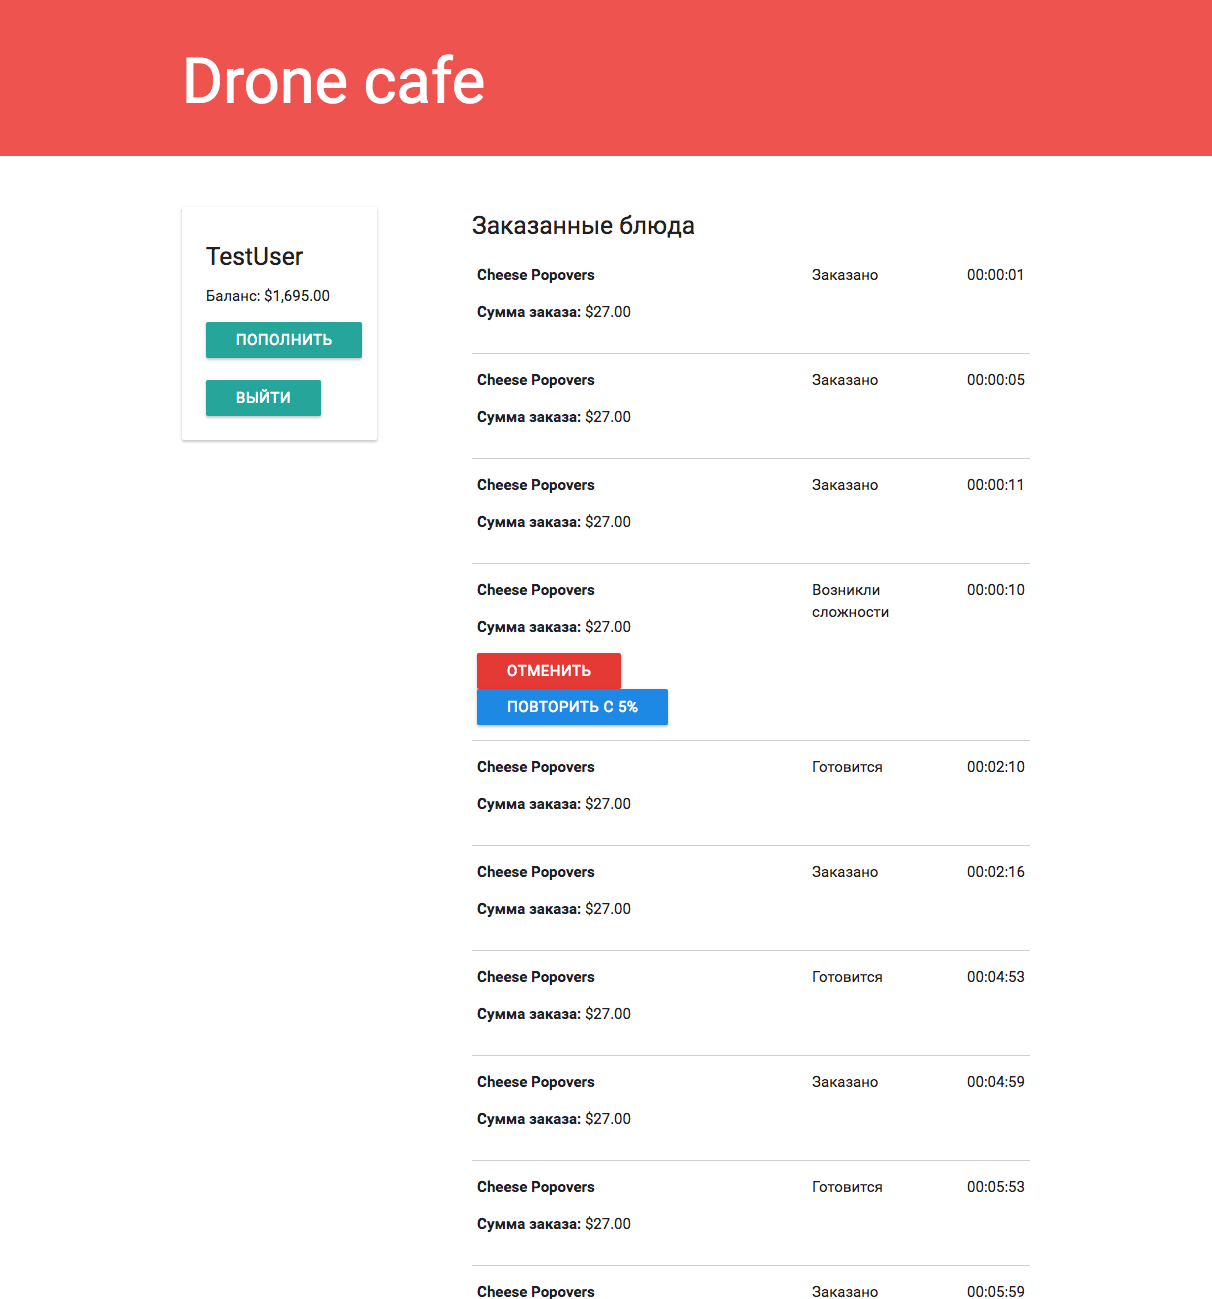 Drone cafe
TestUser
Баланс: $1,695.00
ПОПОЛНИТЬ
ВЫЙТИ
Заказанные блюда
Cheese Popovers Заказано 00:00:01
Сумма заказа: $27.00
Cheese Popovers Заказано 00:00:05
Сумма заказа: $27.00
Cheese Popovers Заказано 00:00:11
Сумма заказа: $27.00
Cheese Popovers Возникли 00:00:10
сложности
Сумма заказа: $27.00
ОТМЕНИТЬ
ПОВТОРИТЬ С 5%
Cheese Popovers Готовится 00:02:10
Сумма заказа: $27.00
Cheese Popovers Заказано 00:02:16
Сумма заказа: $27.00
Cheese Popovers Готовится 00:04:53
Сумма заказа: $27.00
Cheese Popovers Заказано 00:04:59
Сумма заказа: $27.00
Cheese Popovers Готовится 00:05:53
Сумма заказа: $27.00
Cheese Popovers Заказано 00:05:59